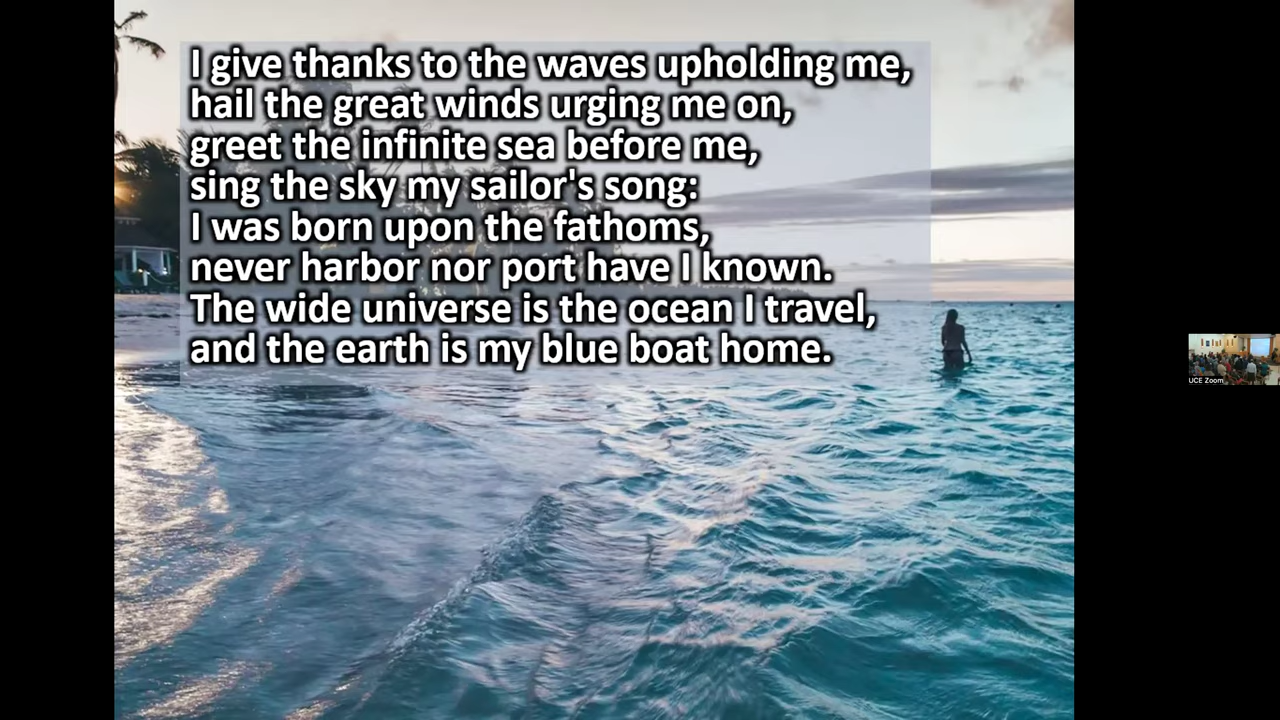 I give thanks to the waves upholding me,
hail the great winds urging me on,
greet the infinite sea before me,
sing the sky my sailor's song:
I was born upon the fathoms,
never harbor nor port have I known.
The wide universe is the ocean I travel,
and the earth is my blue boat home.
UCE Zoom